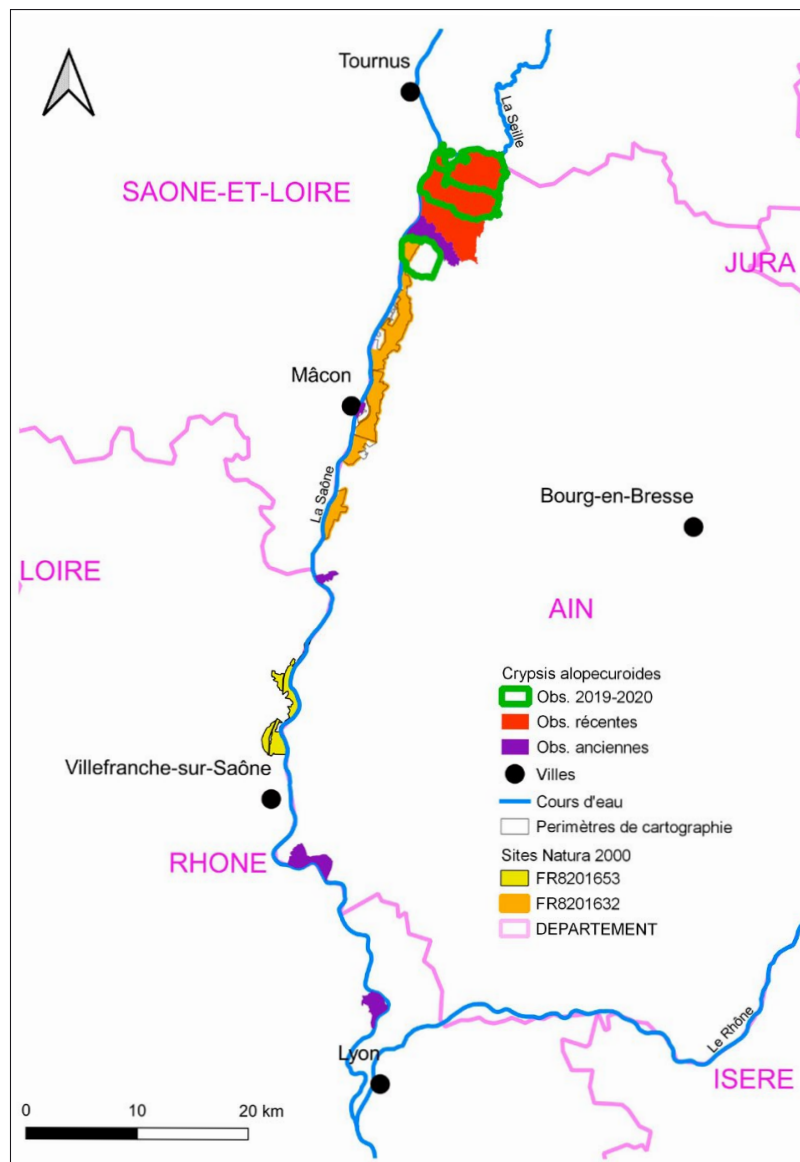 Tournus
La Seille
SAONE-ET-LOIRE
JURA
Mâcon
La Saône
Bourg-en-Bresse
LOIRE
AIN
Crypsis alopecuroides
Obs. 2019-2020
Obs. récentes
Obs. anciennes
Villes
Cours d'eau
Perimètres de cartographie
Sites Natura 2000
FR8201653
FR8201632
DEPARTEMENT
Villefranche-sur-Saône
RHONE
Le Rhône
Lyon
ISERE
0 10 20 km